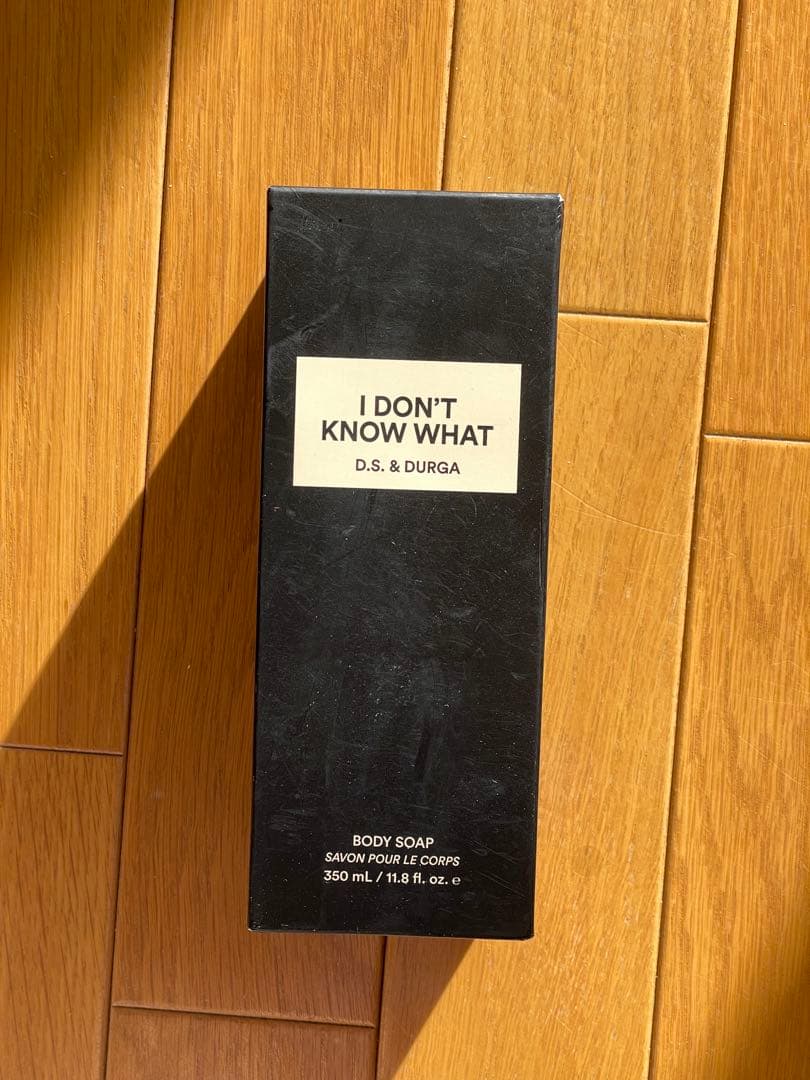 I DON'T
KNOW WHAT
D.S. & DURGA
BODY SOAP
SAVON POUR LE CORPS
350 mL / 11.8 fl. oz. ℮